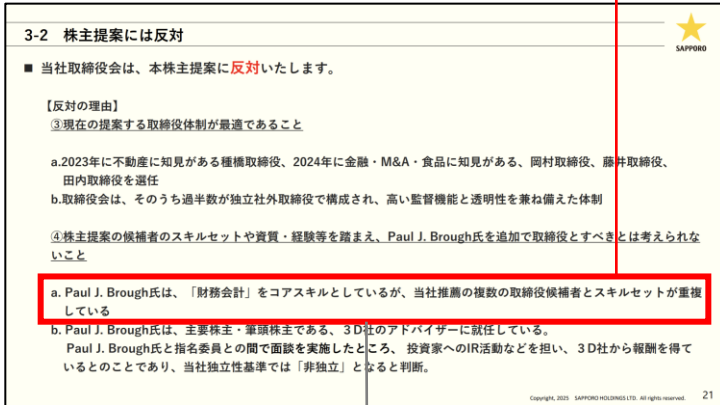 3-2 株主提案には反対
SAPPORO
■ 当社取締役会は、本株主提案に反対いたします。
【反対の理由】
③現在の提案する取締役体制が最適であること
a.2023年に不動産に知見がある種橋取締役、2024年に金融・M&A・食品に知見がある、岡村取締役、藤井取締役、
田内取締役を選任
b.取締役会は、そのうち過半数が独立社外取締役で構成され、高い監督機能と透明性を兼ね備えた体制
④株主提案の候補者のスキルセットや資質・経験等を踏まえ、Paul J. Brough氏を追加で取締役とすべきとは考えられな
いこと
a. Paul J. Brough氏は、「財務会計」をコアスキルとしているが、当社推薦の複数の取締役候補者とスキルセットが重複
している
b. Paul J. Brough氏は、主要株主・筆頭株主である、３D社のアドバイザーに就任している。
Paul J. Brough氏と指名委員との間で面談を実施したところ、投資家へのIR活動などを担い、３D社から報酬を得て
いるとのことであり、当社独立性基準では「非独立」となると判断。
Copyright, 2025 SAPPORO HOLDINGS LTD. All rights reserved.
21